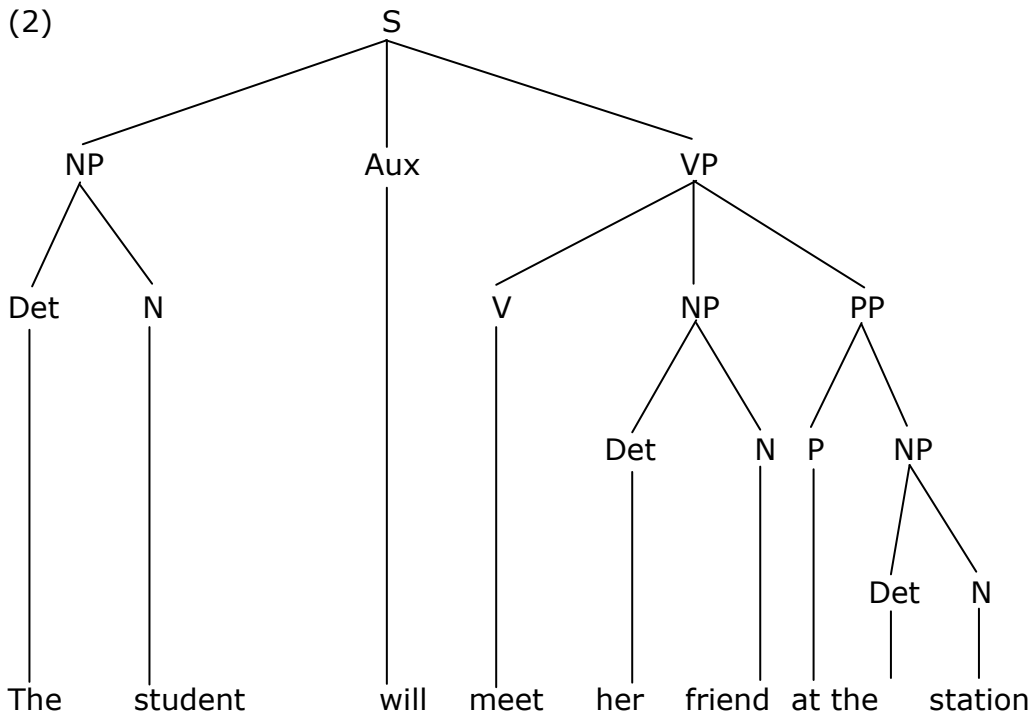 (2) S
NP Aux VP
Det N V NP PP
Det N P NP
Det N
The student will meet her friend at the station